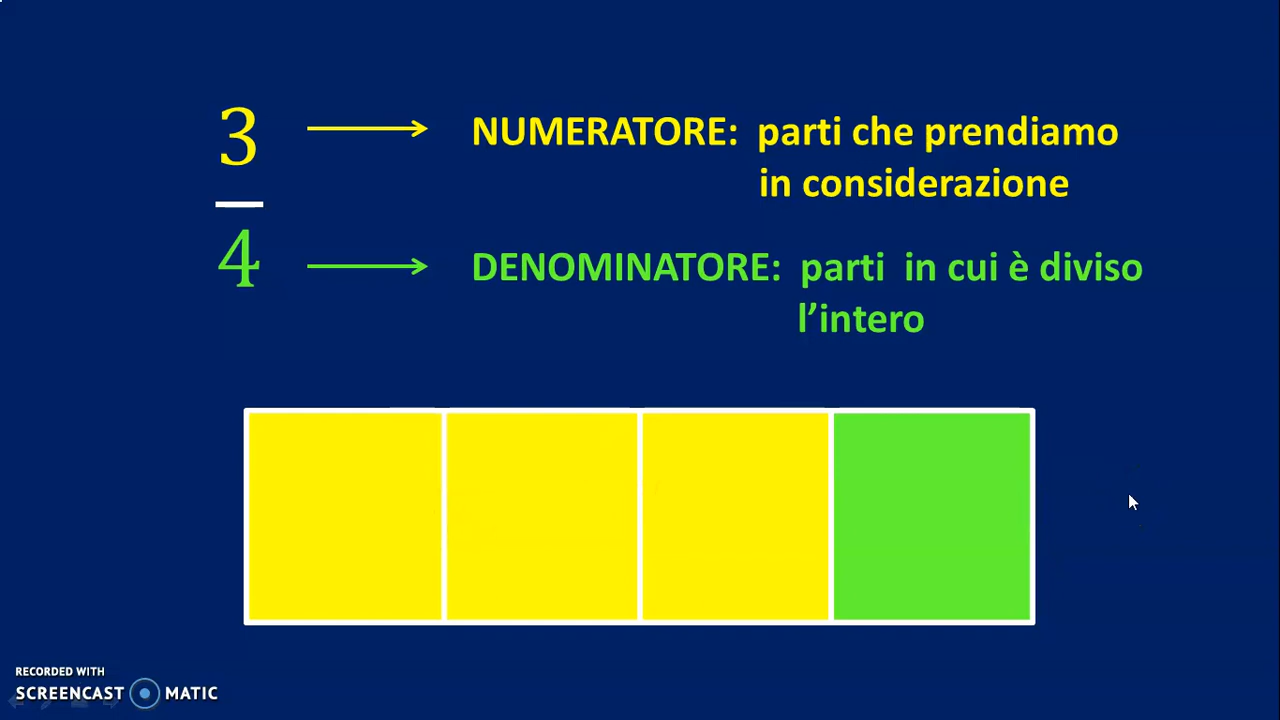 3
NUMERATORE: parti che prendiamo
in considerazione
4
DENOMINATORE: parti in cui è diviso
l’intero
RECORDED WITH
SCREENCAST MATIC